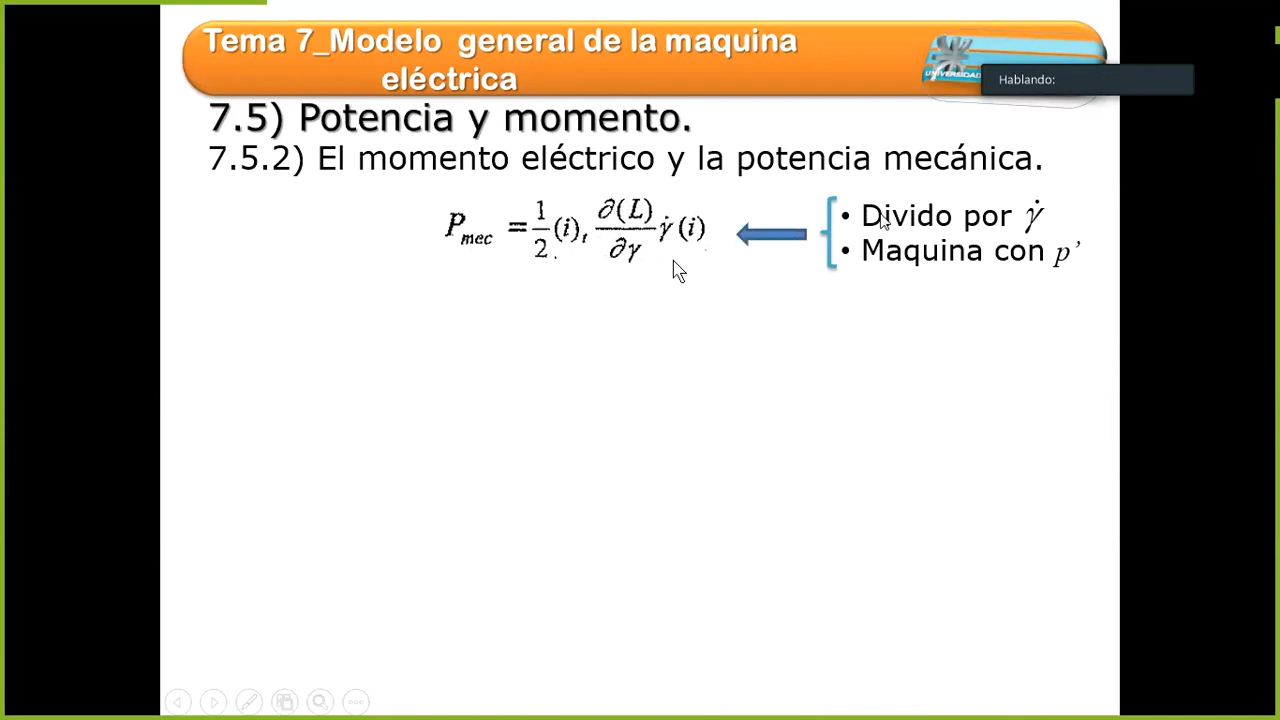 Tema 7_Modelo general de la maquina
eléctrica
UNIVERSIDAD
Hablando:
7.5) Potencia y momento.
7.5.2) El momento eléctrico y la potencia mecánica.
P_mec = 1/2 (i)_t ∂(L)/∂γ γ̇ (i)
• Divido por γ̇
• Maquina con p’